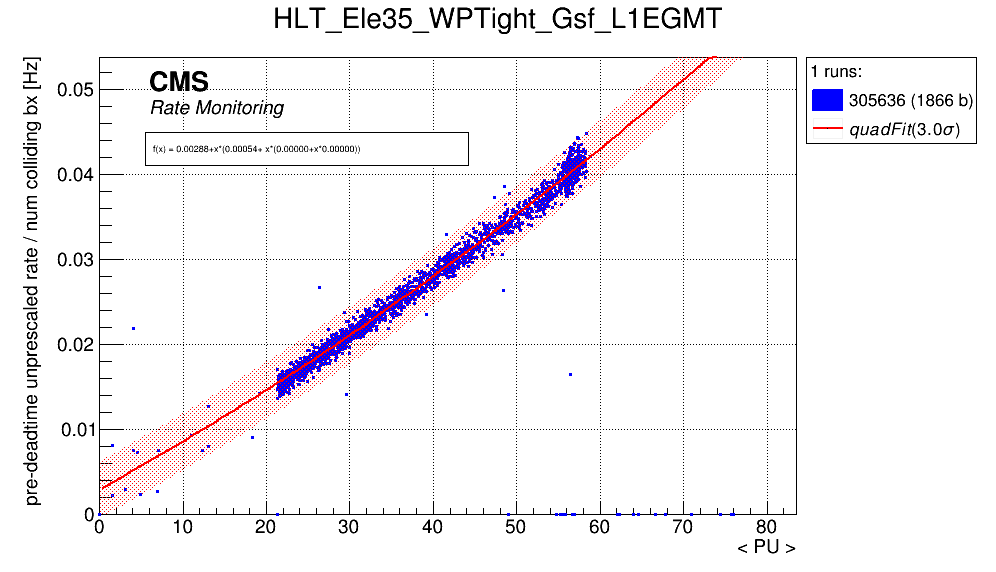 HLT_Ele35_WPTight_Gsf_L1EGMT
pre-deadtime unprescaled rate / num colliding bx [Hz]
0.05
0.04
0.03
0.02
0.01
0
CMS
Rate Monitoring
f(x) = 0.00288+x*(0.00054+ x*(0.00000+x*0.00000))
0 10 20 30 40 50 60 70 80
< PU >
1 runs:
305636 (1866 b)
quadFit(3.0σ)